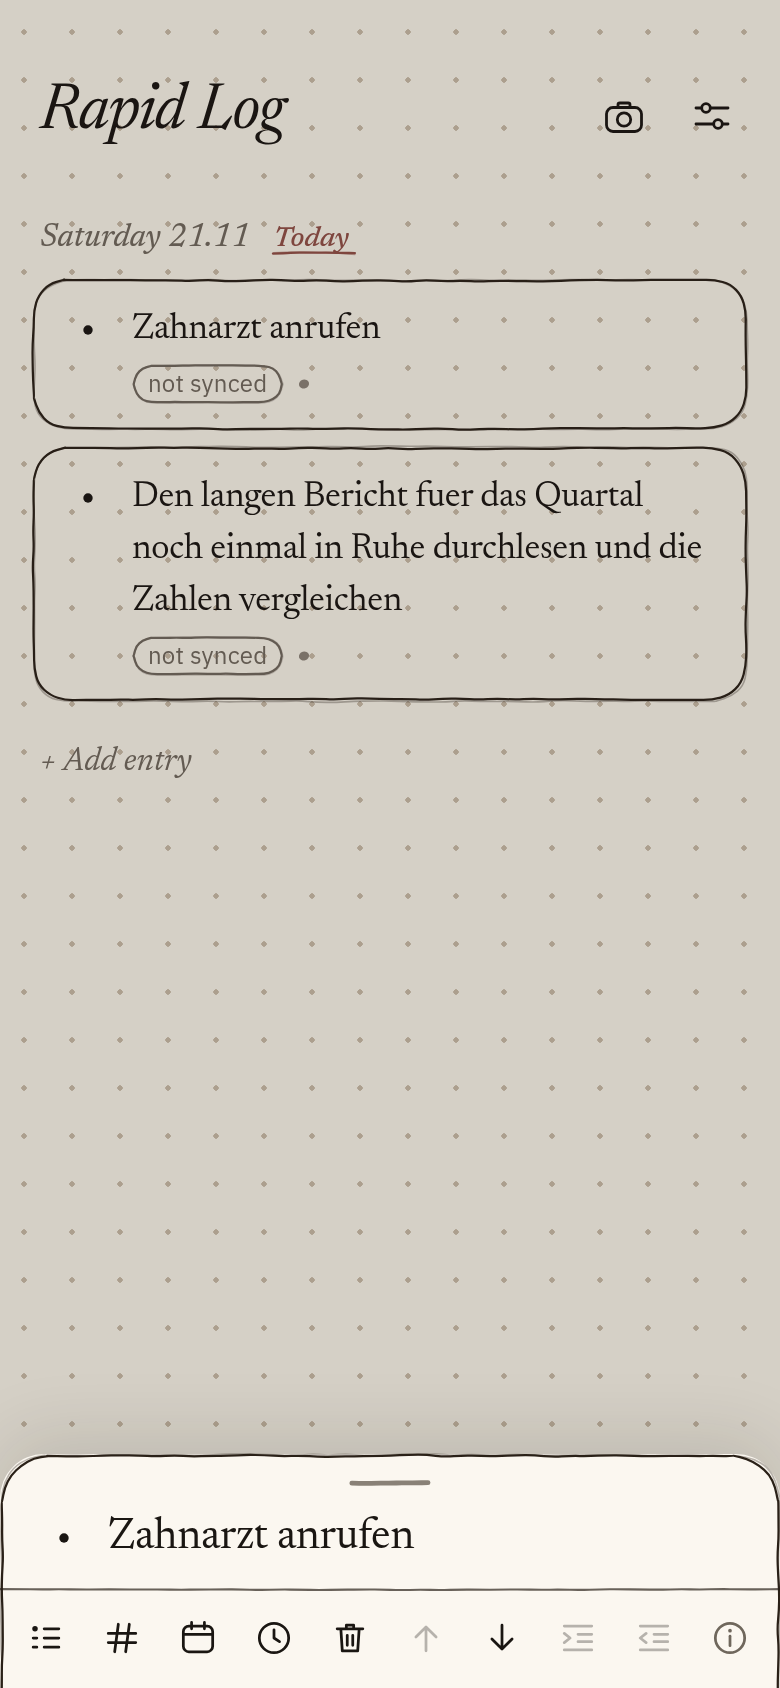 Rapid Log
Saturday 21.11 Today
• Zahnarzt anrufen
not synced
• Den langen Bericht fuer das Quartal
noch einmal in Ruhe durchlesen und die
Zahlen vergleichen
not synced
+ Add entry
• Zahnarzt anrufen